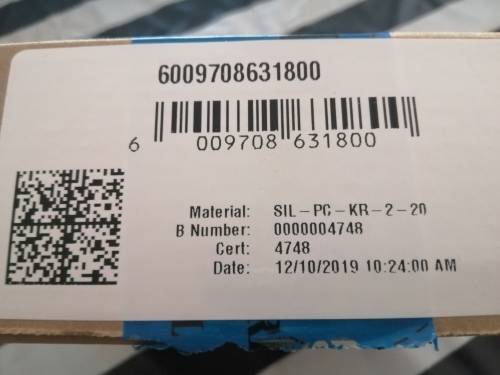 6009708631800
6 009708 631800
Material: SIL-PC-KR-2-20
B Number: 0000004748
Cert: 4748
Date: 12/10/2019 10:24:00 AM